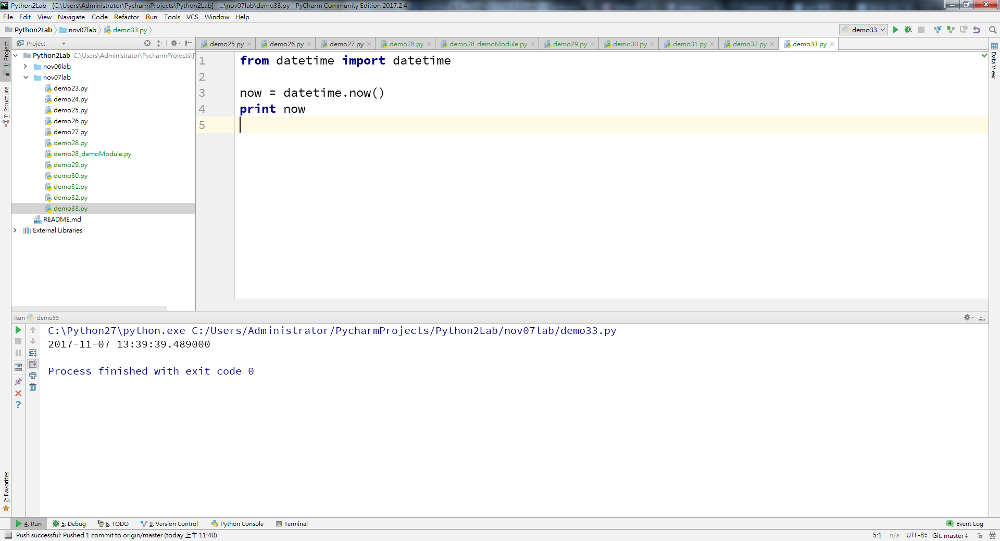 Python2Lab - [C:\Users\Administrator\PycharmProjects\Python2Lab] - ...\nov07lab\demo33.py - PyCharm Community Edition 2017.2.4
File Edit View Navigate Code Refactor Run Tools VCS Window Help
Python2Lab nov07lab demo33.py demo33
Project
demo25.py demo26.py demo27.py demo28.py demo28_demoModule.py demo29.py demo30.py demo31.py demo32.py demo33.py
1: Project
7: Structure
2: Favorites
Data View
Python2Lab C:\Users\Administrator\PycharmProjects\P
nov06lab
nov07lab
demo23.py
demo24.py
demo25.py
demo26.py
demo27.py
demo28.py
demo28_demoModule.py
demo29.py
demo30.py
demo31.py
demo32.py
demo33.py
README.md
External Libraries
1 from datetime import datetime
2
3 now = datetime.now()
4 print now
5
Run demo33
C:\Python27\python.exe C:/Users/Administrator/PycharmProjects/Python2Lab/nov07lab/demo33.py
2017-11-07 13:39:39.489000
Process finished with exit code 0
4: Run 5: Debug 6: TODO 9: Version Control Python Console Terminal 4 Event Log
Push successful: Pushed 1 commit to origin/master (today 上午 11:40) 5:1 n/a UTF-8 Git: master